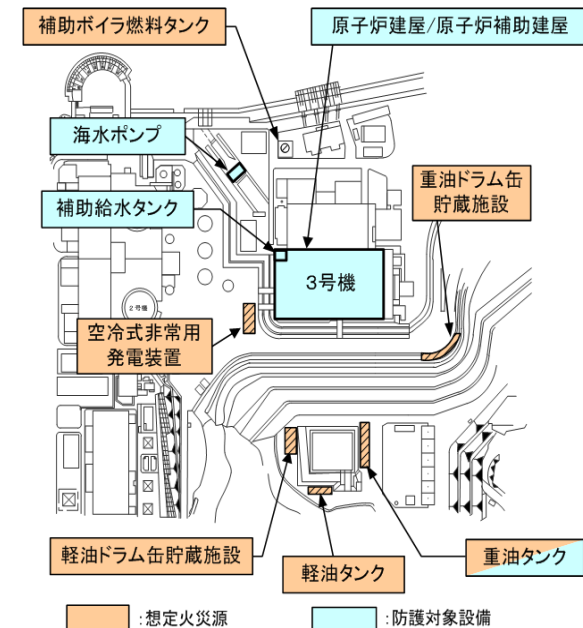 補助ボイラ燃料タンク
原子炉建屋/原子炉補助建屋
海水ポンプ
重油ドラム缶
貯蔵施設
補助給水タンク
3号機
2号機
空冷式非常用
発電装置
軽油ドラム缶貯蔵施設
軽油タンク
重油タンク
:想定火災源
:防護対象設備